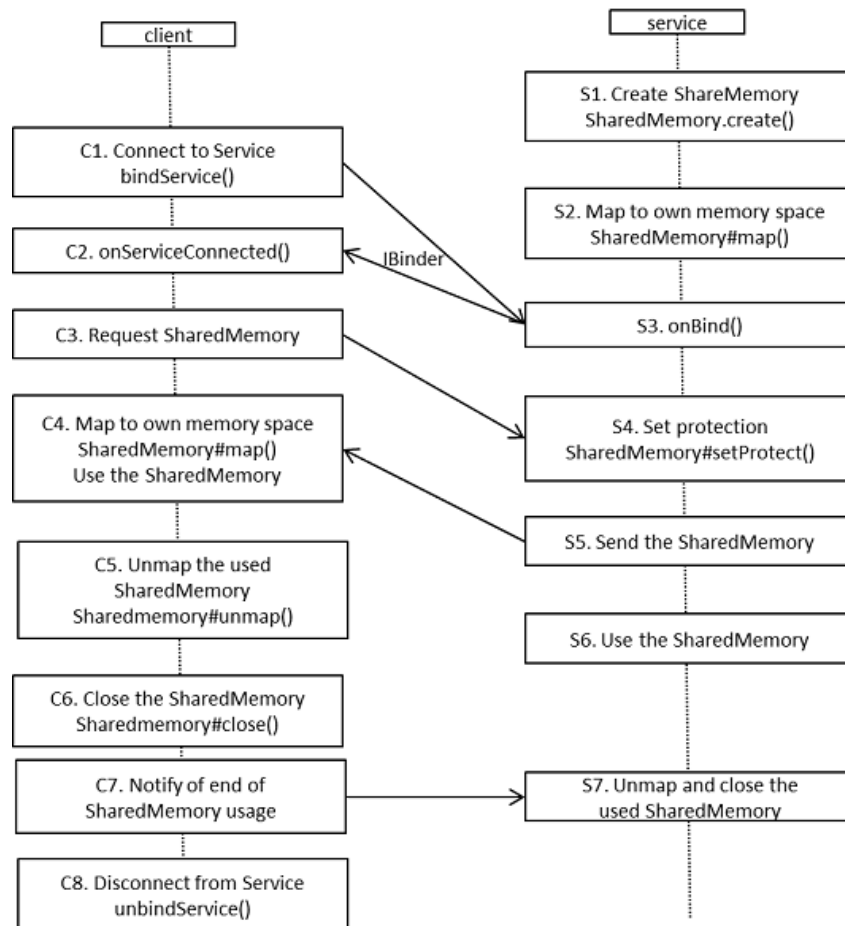 client
service
S1. Create ShareMemory
SharedMemory.create()
C1. Connect to Service
bindService()
S2. Map to own memory space
SharedMemory#map()
C2. onServiceConnected()
IBinder
S3. onBind()
C3. Request SharedMemory
C4. Map to own memory space
SharedMemory#map()
Use the SharedMemory
S4. Set protection
SharedMemory#setProtect()
S5. Send the SharedMemory
C5. Unmap the used
SharedMemory
Sharedmemory#unmap()
S6. Use the SharedMemory
C6. Close the SharedMemory
Sharedmemory#close()
C7. Notify of end of
SharedMemory usage
S7. Unmap and close the
used SharedMemory
C8. Disconnect from Service
unbindService()